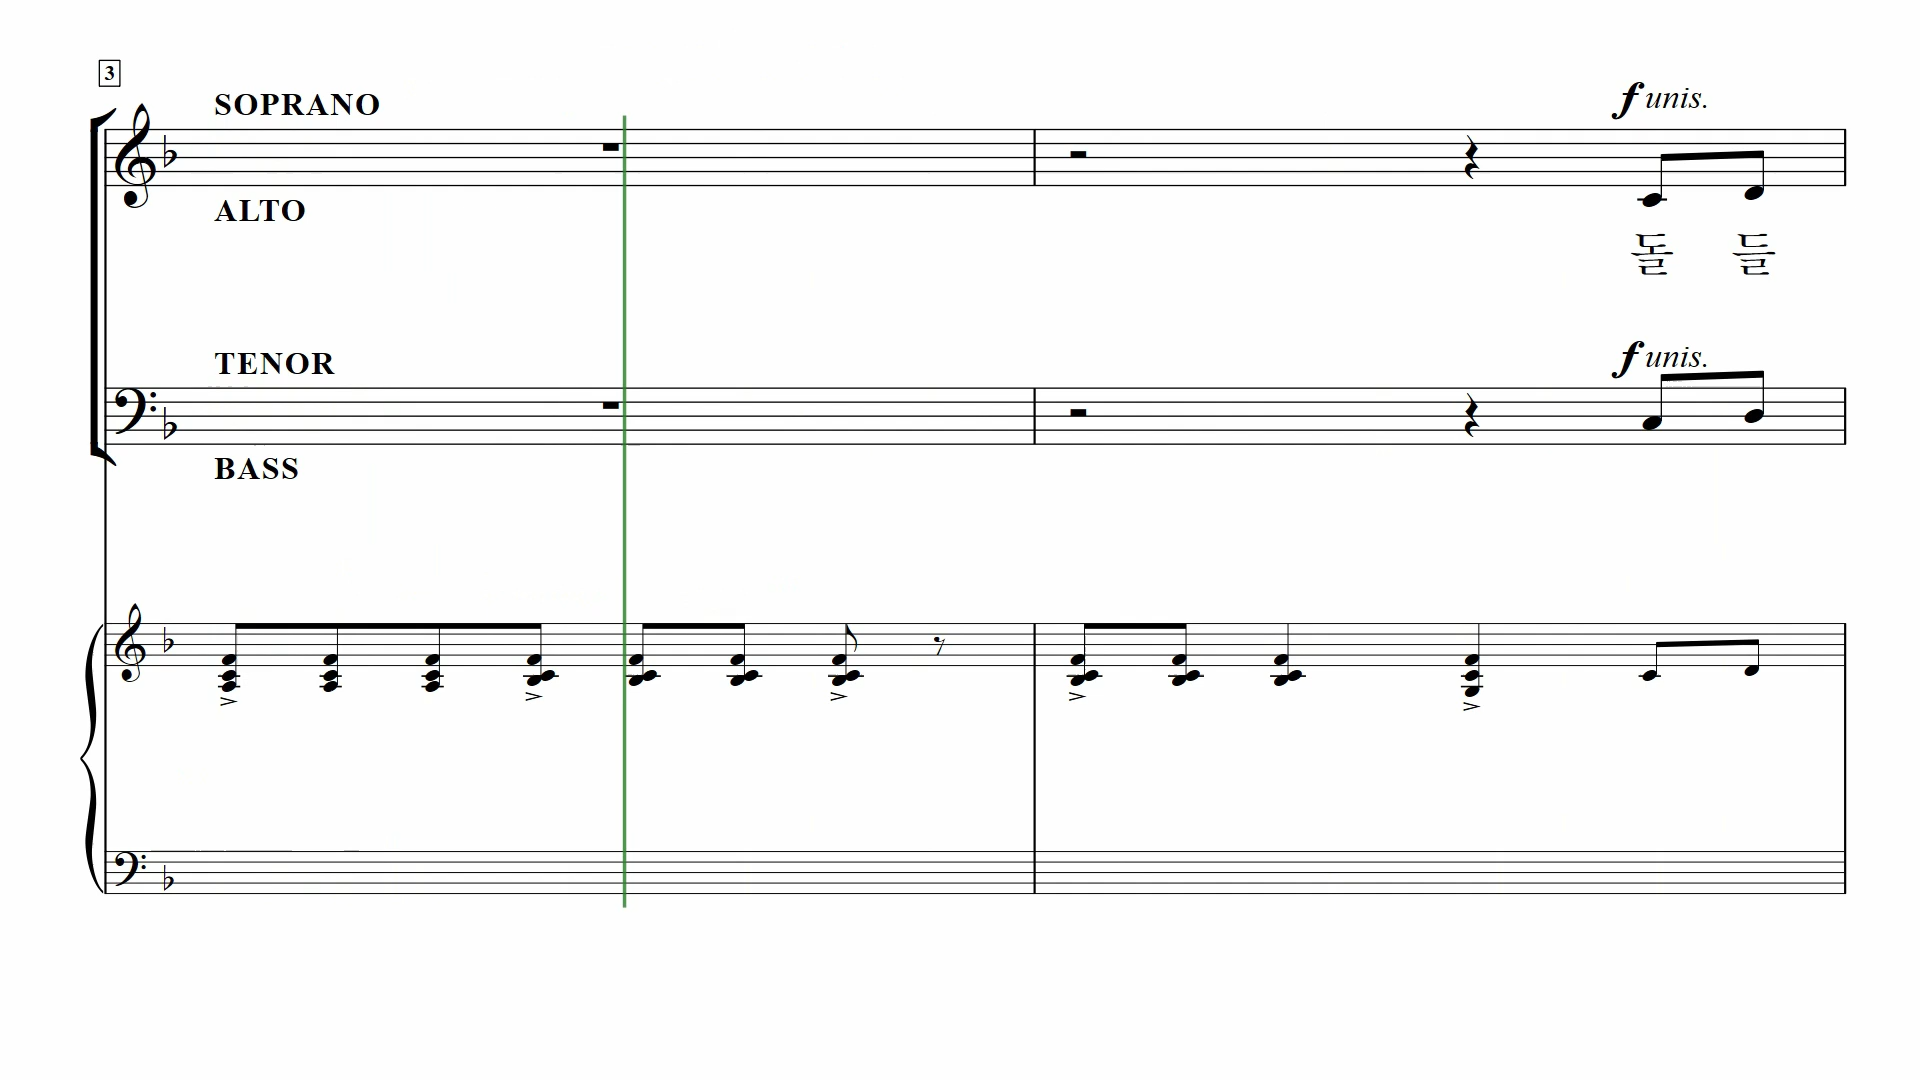 3
SOPRANO
f unis.
ALTO
돌 들
TENOR
f unis.
BASS